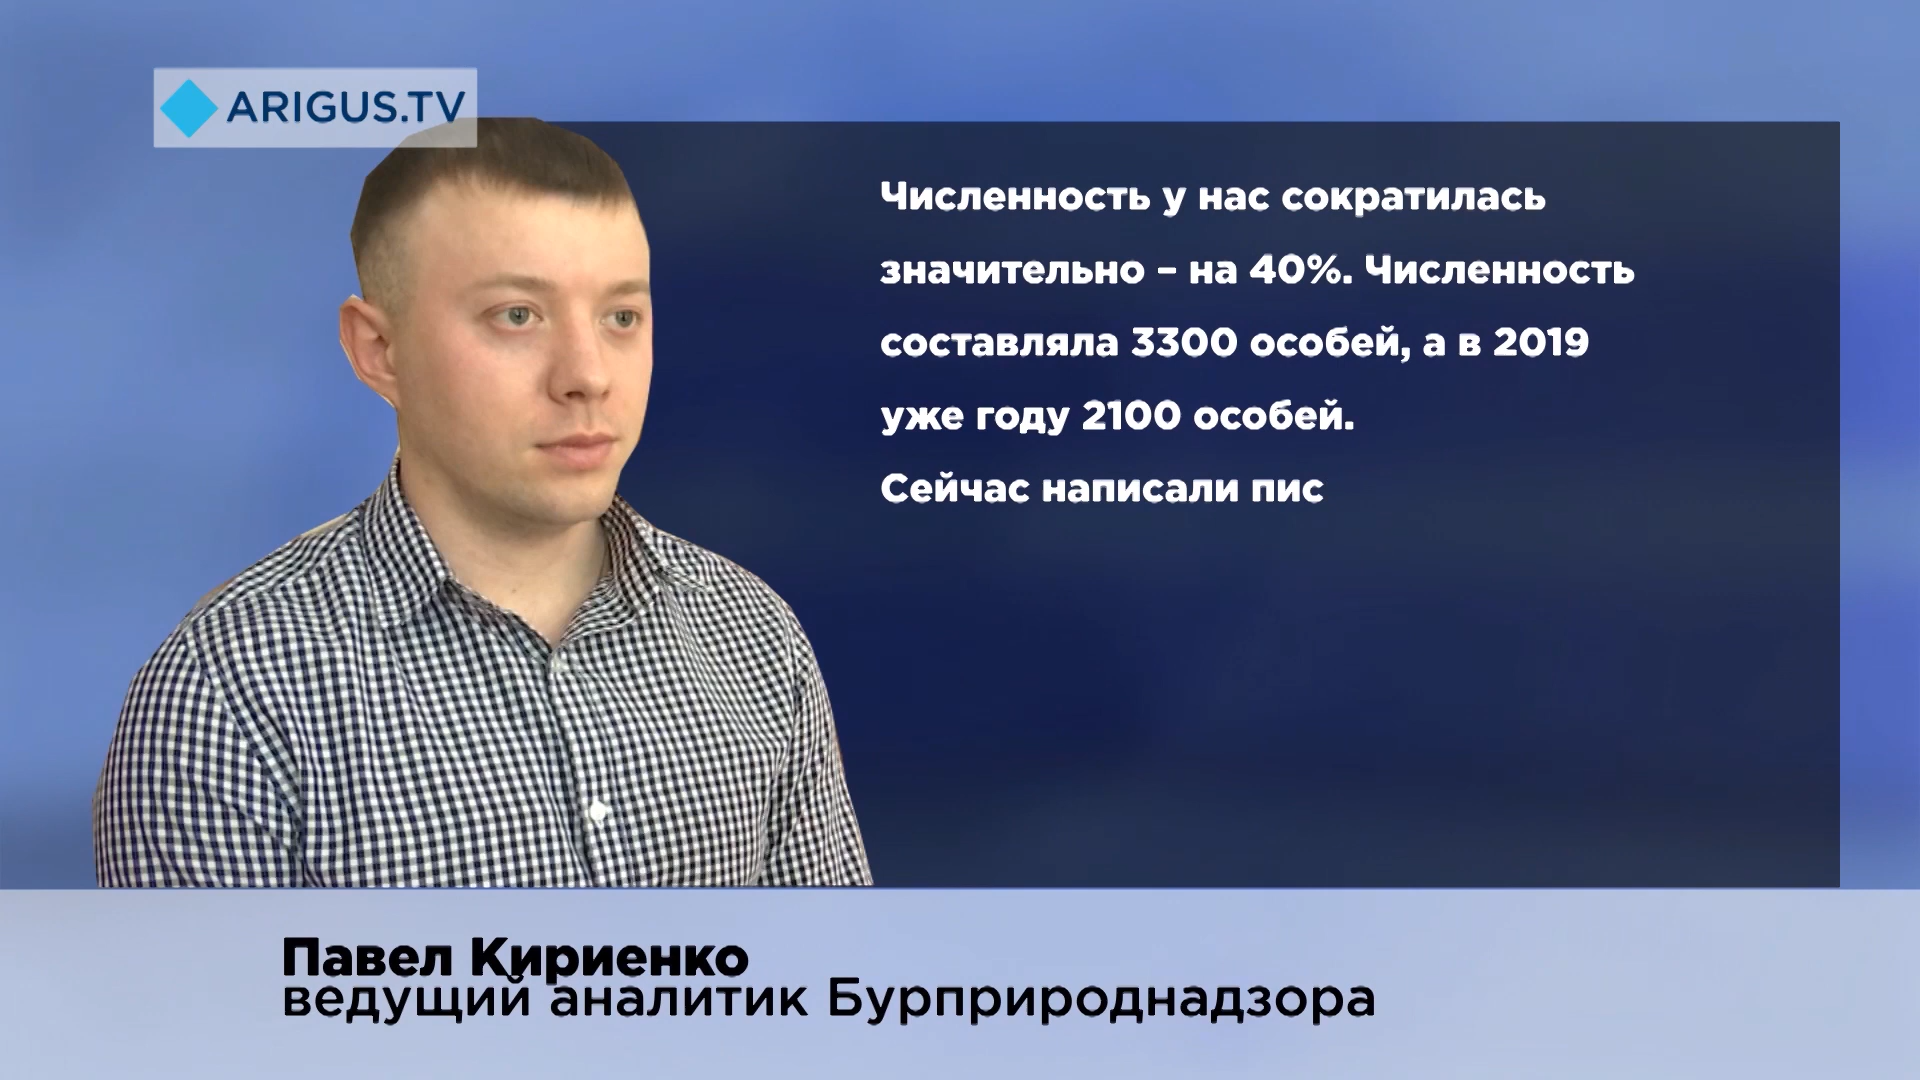 ARIGUS.TV
Численность у нас сократилась
значительно – на 40%. Численность
составляла 3300 особей, а в 2019
уже году 2100 особей.
Сейчас написали пис
Павел Кириенко
ведущий аналитик Бурприроднадзора